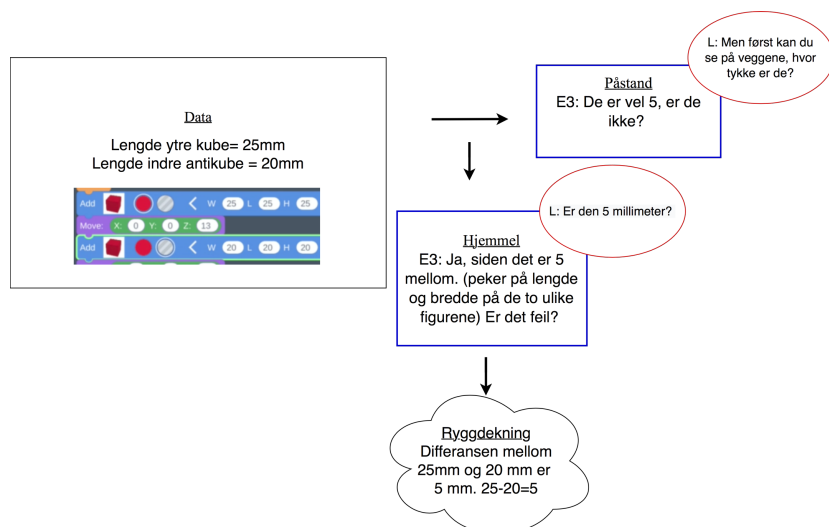 Data
Lengde ytre kube= 25mm
Lengde indre antikube = 20mm
Add W 25 L 25 H 25
Move: X: 0 Y: 0 Z: 13
Add W 20 L 20 H 20
L: Men først kan du
se på veggene, hvor
tykke er de?
Påstand
E3: De er vel 5, er de
ikke?
L: Er den 5 millimeter?
Hjemmel
E3: Ja, siden det er 5
mellom. (peker på lengde
og bredde på de to ulike
figurene) Er det feil?
Ryggdekning
Differansen mellom
25mm og 20 mm er
5 mm. 25-20=5